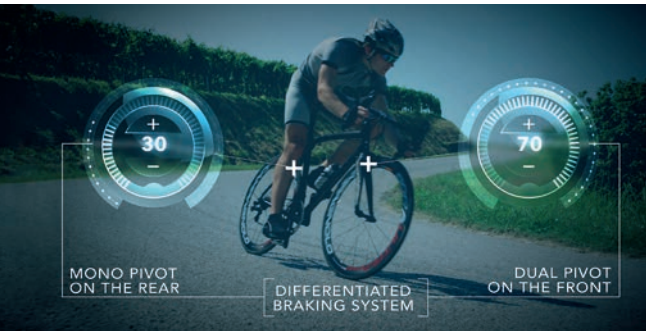 +
30
−
+
70
−
MONO PIVOT
ON THE REAR
DIFFERENTIATED
BRAKING SYSTEM
DUAL PIVOT
ON THE FRONT